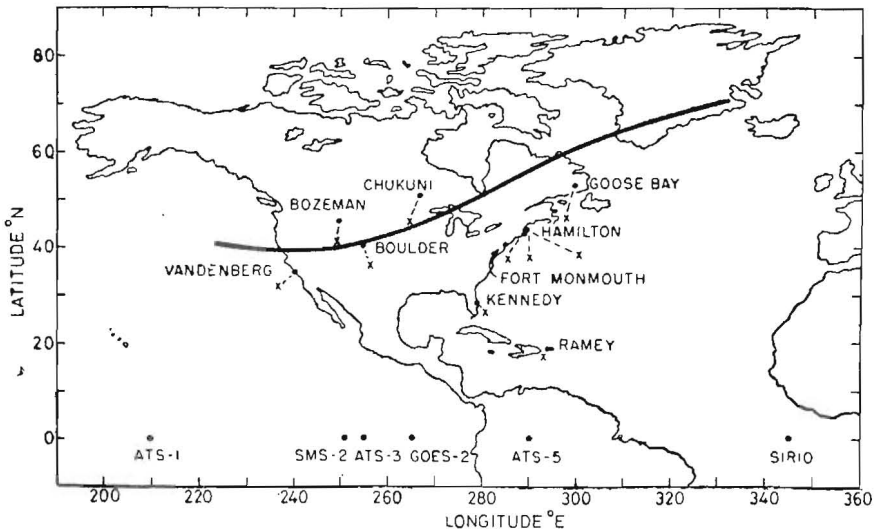 80
60
40
20
0
LATITUDE °N
CHUKUNI
GOOSE BAY
BOZEMAN
HAMILTON
BOULDER
VANDENBERG
FORT MONMOUTH
KENNEDY
RAMEY
ATS-1
SMS-2
ATS-3
GOES-2
ATS-5
SIRIO
200 220 240 260 280 300 320 340 360
LONGITUDE °E